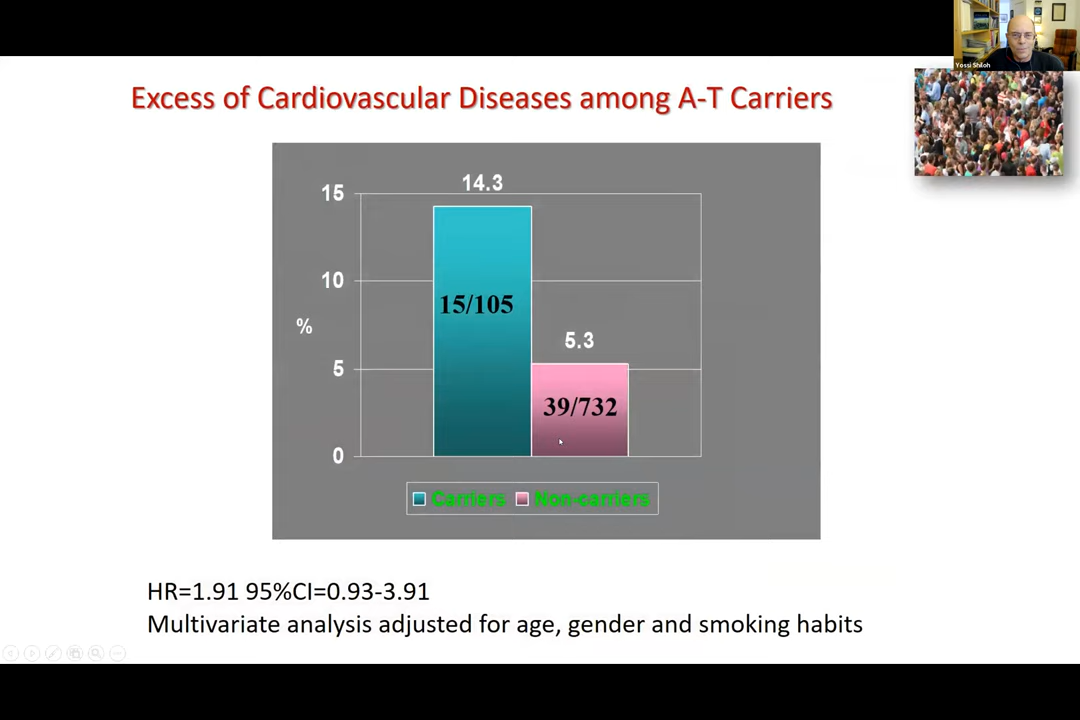 Yossi Shiloh
Excess of Cardiovascular Diseases among A-T Carriers
14.3
15
10
15/105
%
5.3
5
39/732
0
Carriers Non-carriers
HR=1.91 95%CI=0.93-3.91
Multivariate analysis adjusted for age, gender and smoking habits